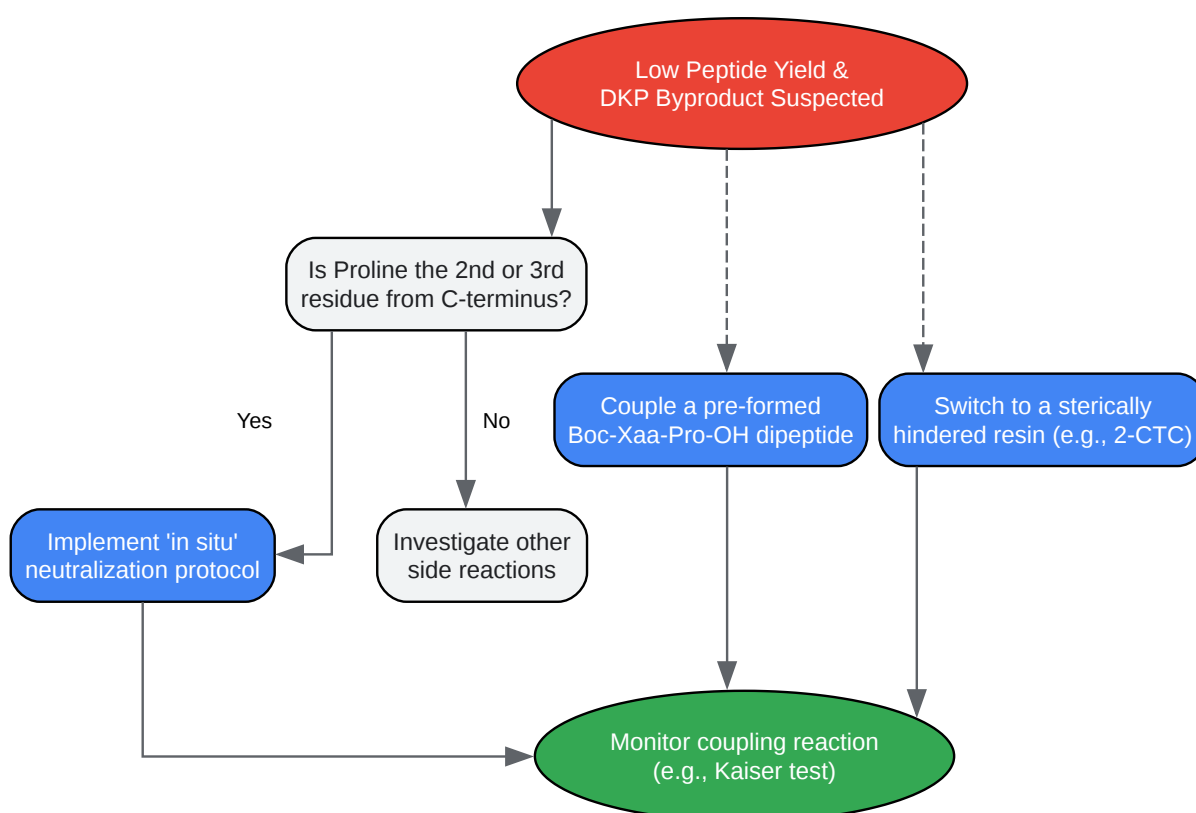 Low Peptide Yield &
DKP Byproduct Suspected
Is Proline the 2nd or 3rd
residue from C-terminus?
Couple a pre-formed
Boc-Xaa-Pro-OH dipeptide
Switch to a sterically
hindered resin (e.g., 2-CTC)
Yes
No
Implement 'in situ'
neutralization protocol
Investigate other
side reactions
Monitor coupling reaction
(e.g., Kaiser test)